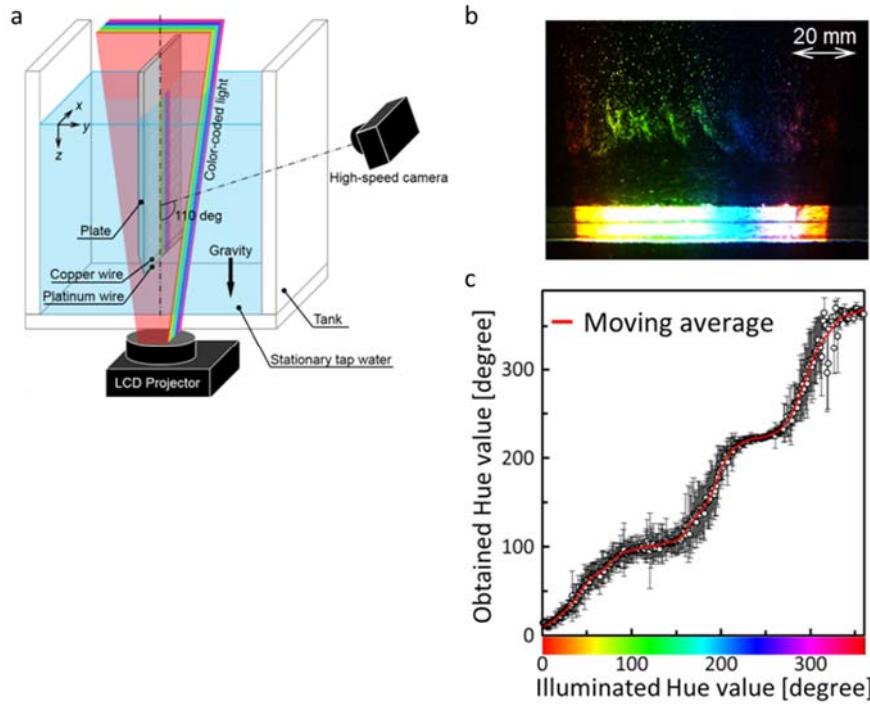 a
x
y
z
Color-coded light
High-speed camera
110 deg
Plate
Gravity
Copper wire
Platinum wire
Tank
Stationary tap water
LCD Projector
b
20 mm
c
Moving average
Obtained Hue value [degree]
300
200
100
0
0 100 200 300
Illuminated Hue value [degree]